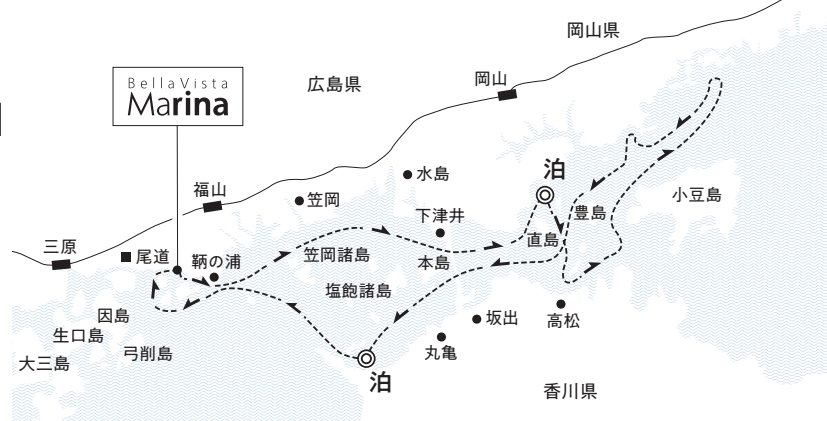 岡山県
岡山
広島県
Bella Vista
Marina
水島
泊
福山
笠岡
小豆島
豊島
下津井
直島
三原
尾道
鞆の浦
笠岡諸島
本島
塩飽諸島
因島
坂出
高松
生口島
弓削島
丸亀
大三島
泊
香川県